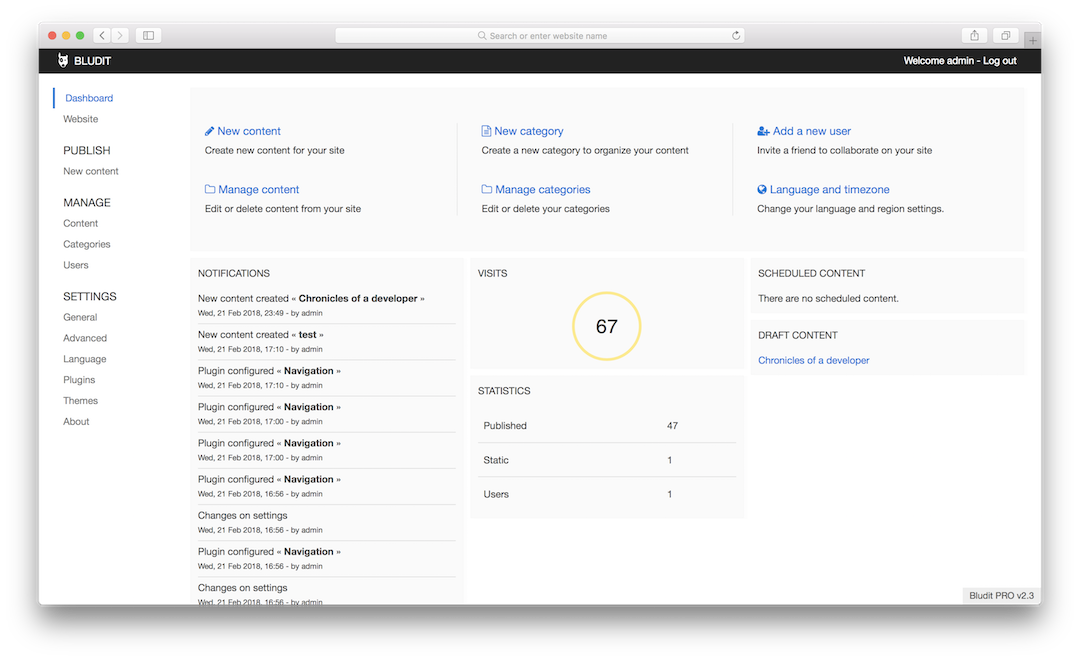 Search or enter website name
BLUDIT
Welcome admin - Log out
Dashboard
Website
PUBLISH
New content
MANAGE
Content
Categories
Users
SETTINGS
General
Advanced
Language
Plugins
Themes
About
New content
Create new content for your site
New category
Create a new category to organize your content
Add a new user
Invite a friend to collaborate on your site
Manage content
Edit or delete content from your site
Manage categories
Edit or delete your categories
Language and timezone
Change your language and region settings.
NOTIFICATIONS
New content created « Chronicles of a developer »
Wed, 21 Feb 2018, 23:49 - by admin
New content created « test »
Wed, 21 Feb 2018, 17:10 - by admin
Plugin configured « Navigation »
Wed, 21 Feb 2018, 17:10 - by admin
Plugin configured « Navigation »
Wed, 21 Feb 2018, 17:00 - by admin
Plugin configured « Navigation »
Wed, 21 Feb 2018, 17:00 - by admin
Plugin configured « Navigation »
Wed, 21 Feb 2018, 16:56 - by admin
Changes on settings
Wed, 21 Feb 2018, 16:56 - by admin
Plugin configured « Navigation »
Wed, 21 Feb 2018, 16:56 - by admin
Changes on settings
Wed, 21 Feb 2018, 16:56 - by admin
VISITS
67
STATISTICS
Published 47
Static 1
Users 1
SCHEDULED CONTENT
There are no scheduled content.
DRAFT CONTENT
Chronicles of a developer
Bludit PRO v2.3